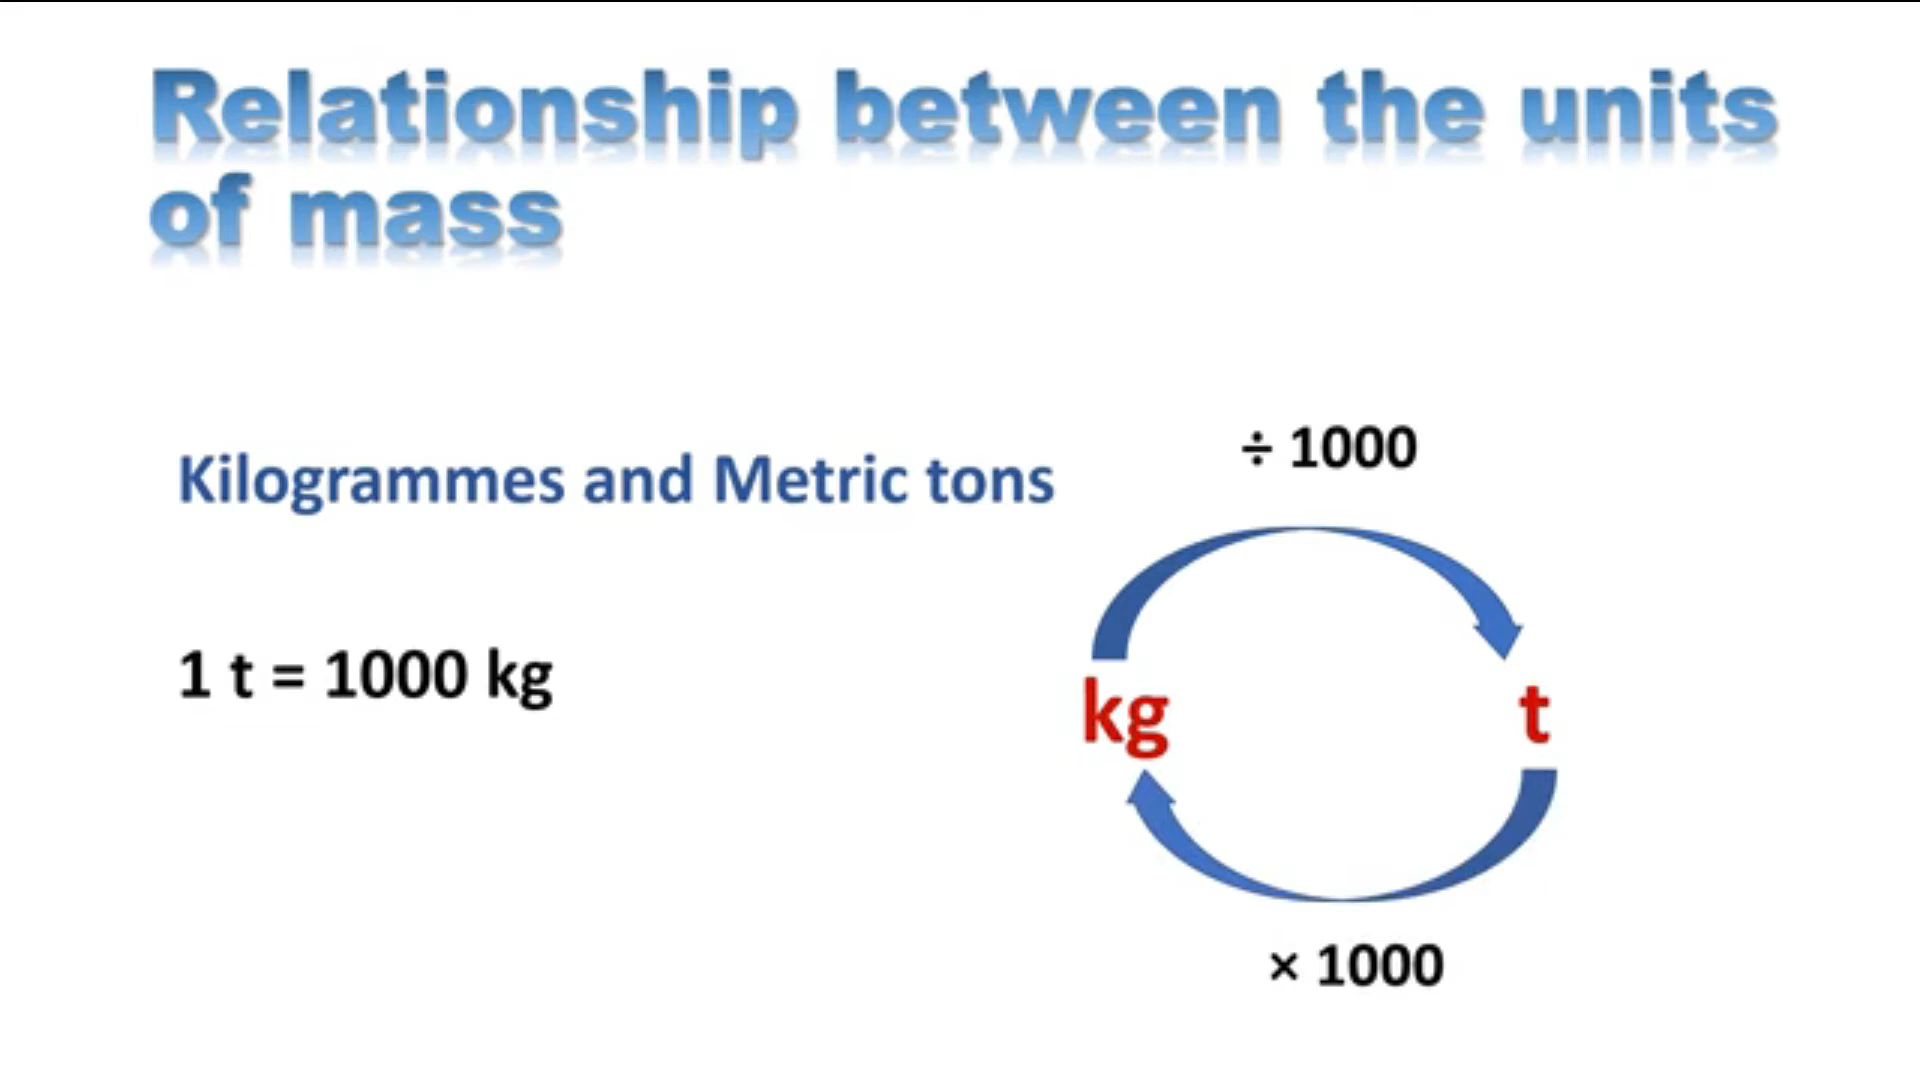 Relationship between the units
of mass
Kilogrammes and Metric tons
1 t = 1000 kg
÷ 1000
kg
t
× 1000